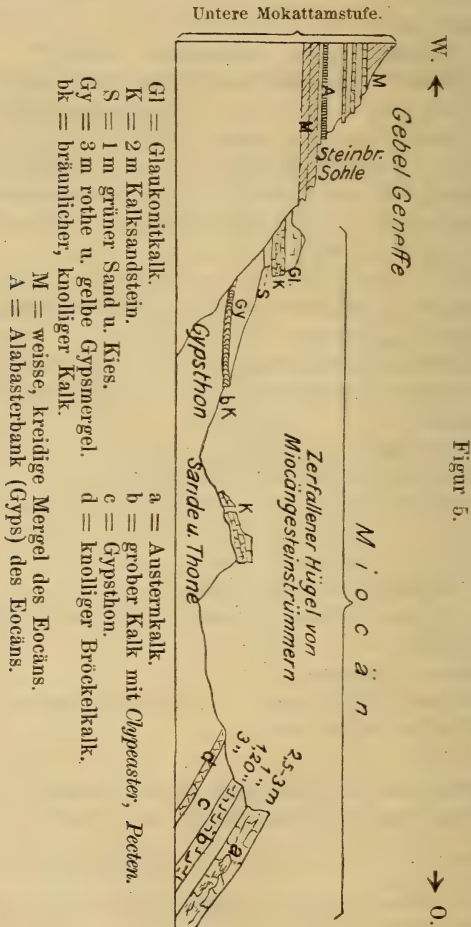 Figur 5.
W.
O.
Untere Mokattamstufe.
Gebel Geneffe
Miocän
M
A
M
Steinbr.
Sohle
Gl.
K
S
Gy
bK
Gypsthon
Zerfallener Hügel von
Miocängesteinstrümmern
K
Sande u. Thone
2,5-3 m
1 "
1,20 "
3 "
a
b
c
d
Gl = Glaukonitkalk.
K = 2 m Kalksandstein.
S = 1 m grüner Sand u. Kies.
Gy = 3 m rothe u. gelbe Gypsmergel.
bk = bräunlicher, knolliger Kalk.
a = Austernkalk.
b = grober Kalk mit Clypeaster, Pecten.
c = Gypsthon.
d = knolliger Bröckelkalk.
M = weisse, kreidige Mergel des Eocäns.
A = Alabasterbank (Gyps) des Eocäns.